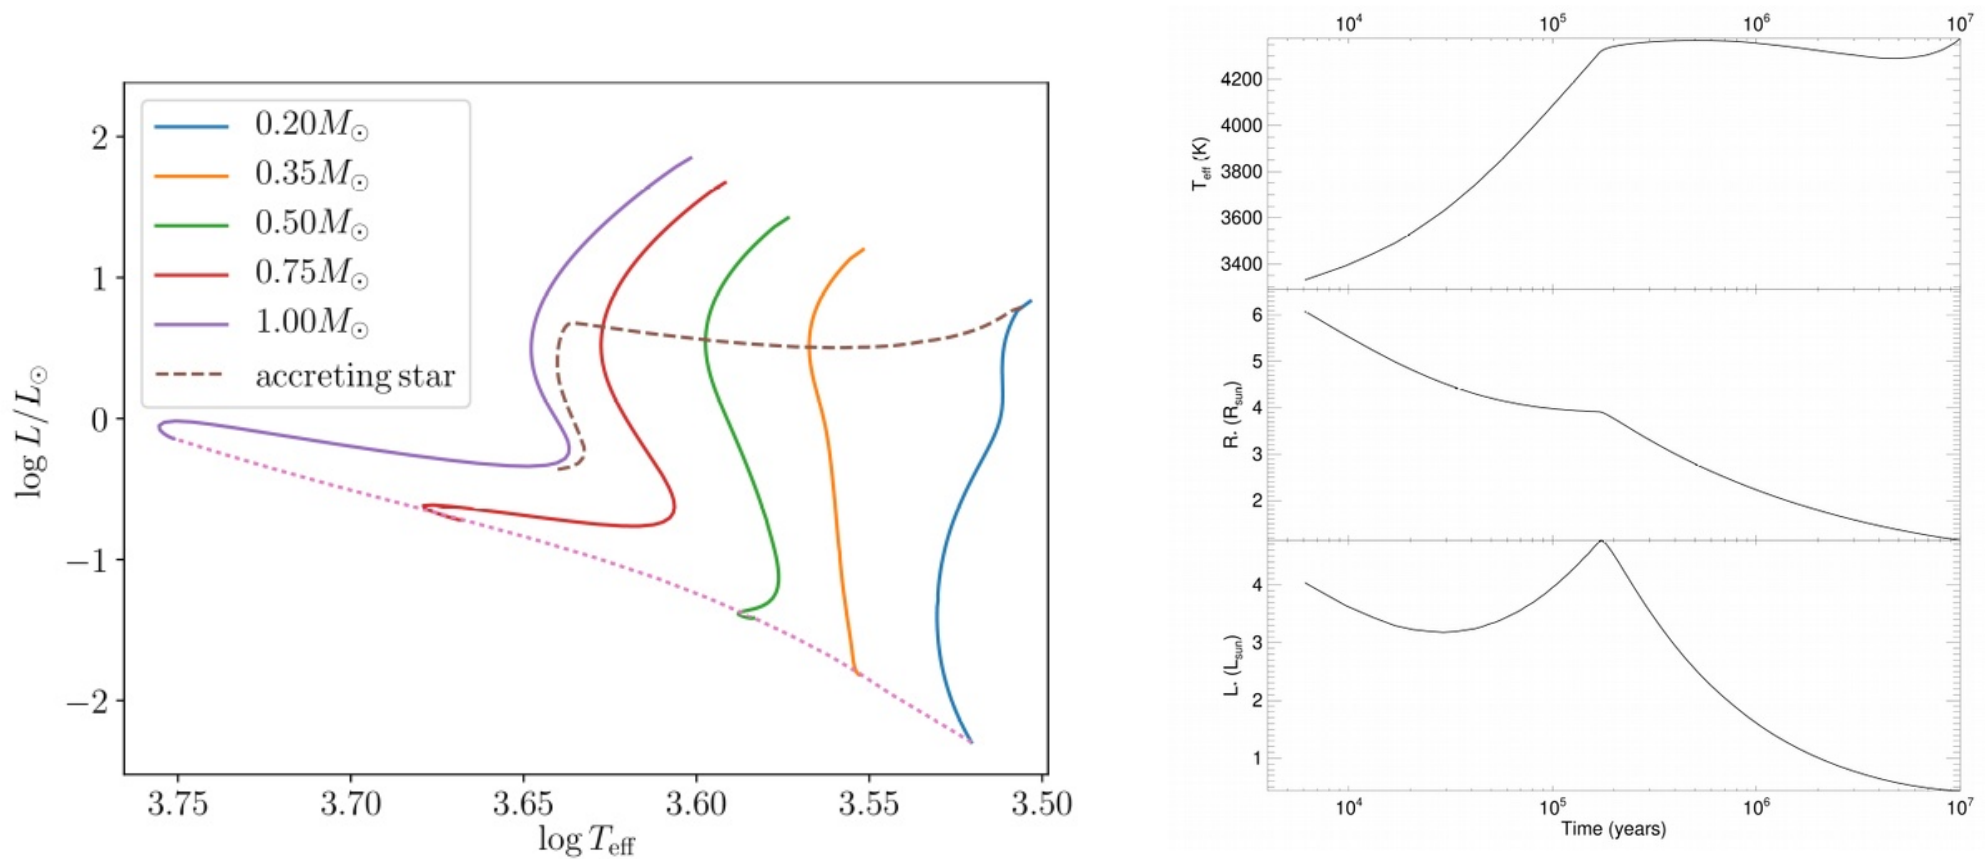 2
1
0
−1
−2
log L/L☉
0.20M☉
0.35M☉
0.50M☉
0.75M☉
1.00M☉
accreting star
3.75 3.70 3.65 3.60 3.55 3.50
log Teff
10⁴ 10⁵ 10⁶ 10⁷
4200
4000
3800
3600
3400
Teff (K)
6
5
4
3
2
R* (Rsun)
4
3
2
1
L* (Lsun)
10⁴ 10⁵ 10⁶ 10⁷
Time (years)